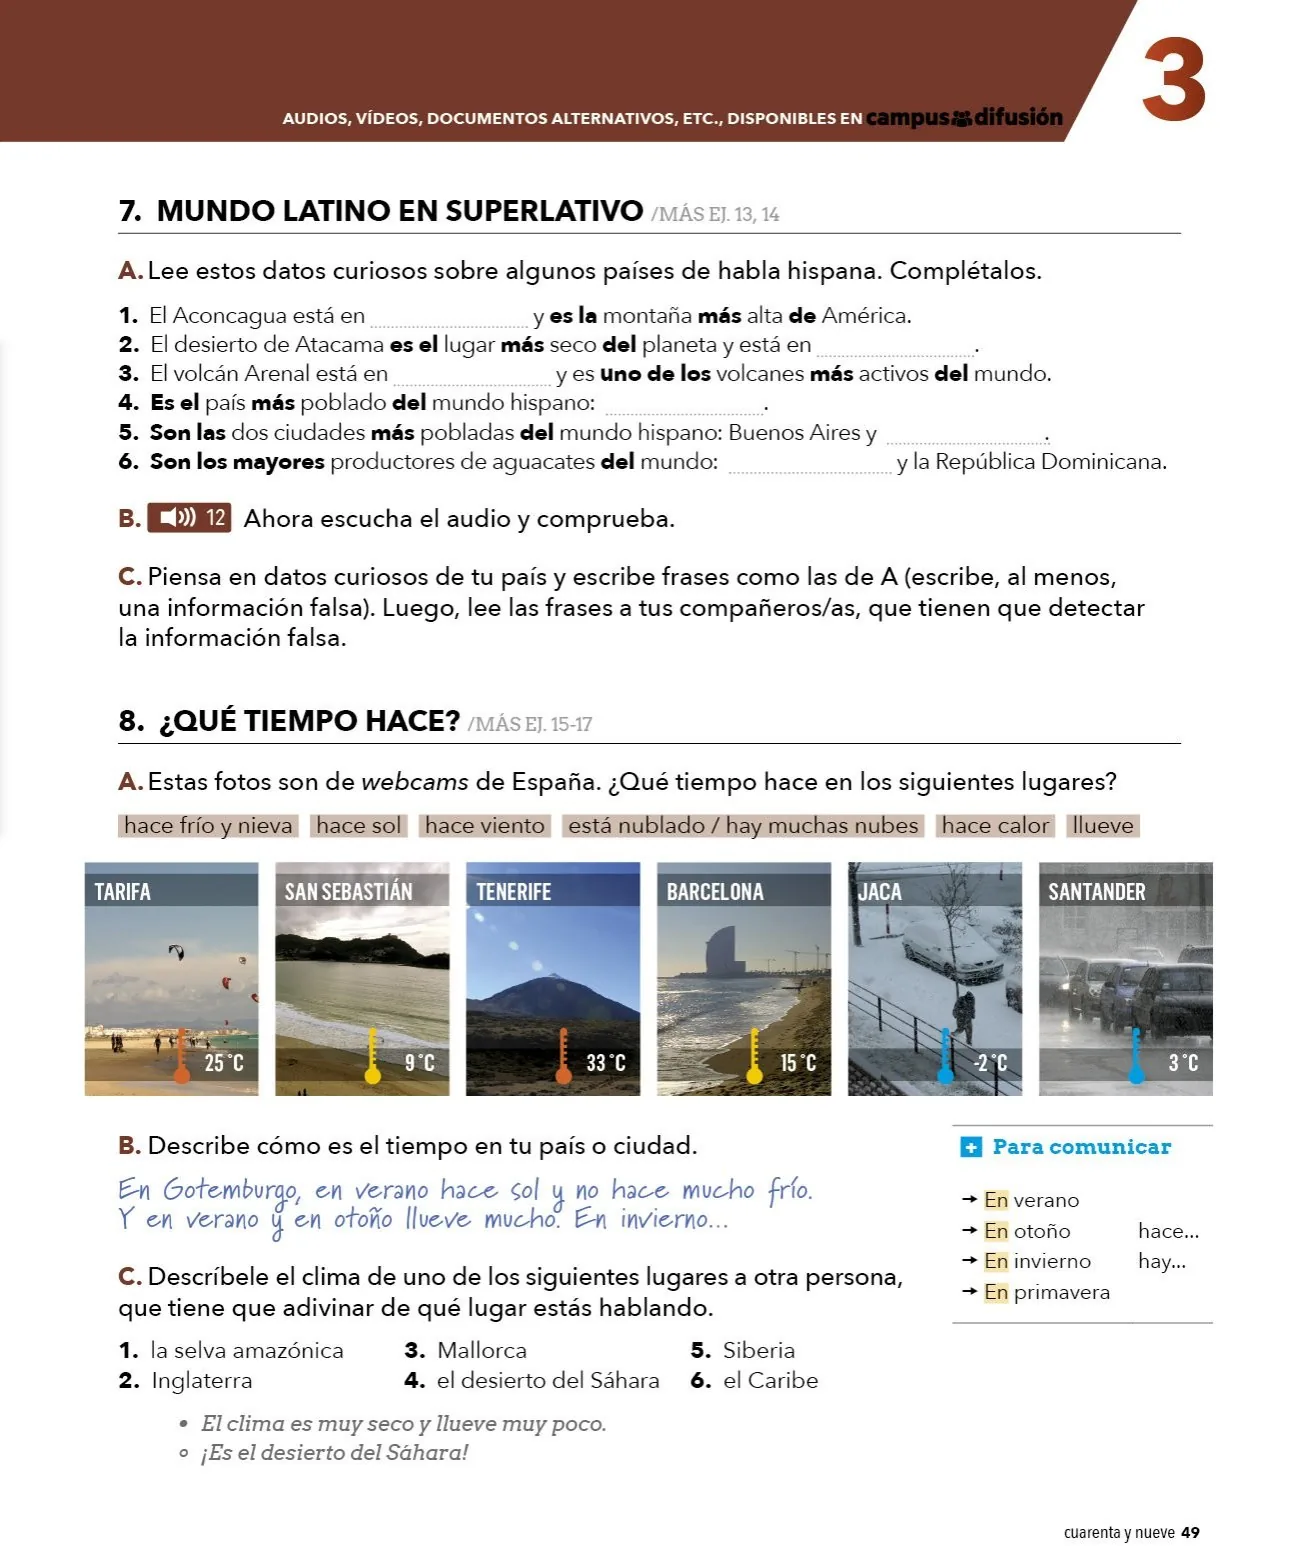 3
AUDIOS, VÍDEOS, DOCUMENTOS ALTERNATIVOS, ETC., DISPONIBLES EN campus difusión
7. MUNDO LATINO EN SUPERLATIVO /MÁS EJ. 13, 14
A. Lee estos datos curiosos sobre algunos países de habla hispana. Complétalos.
1. El Aconcagua está en y es la montaña más alta de América.
2. El desierto de Atacama es el lugar más seco del planeta y está en .
3. El volcán Arenal está en y es uno de los volcanes más activos del mundo.
4. Es el país más poblado del mundo hispano: .
5. Son las dos ciudades más pobladas del mundo hispano: Buenos Aires y .
6. Son los mayores productores de aguacates del mundo: y la República Dominicana.
B. 12 Ahora escucha el audio y comprueba.
C. Piensa en datos curiosos de tu país y escribe frases como las de A (escribe, al menos,
una información falsa). Luego, lee las frases a tus compañeros/as, que tienen que detectar
la información falsa.
8. ¿QUÉ TIEMPO HACE? /MÁS EJ. 15-17
A. Estas fotos son de webcams de España. ¿Qué tiempo hace en los siguientes lugares?
hace frío y nieva hace sol hace viento está nublado / hay muchas nubes hace calor llueve
TARIFA SAN SEBASTIÁN TENERIFE BARCELONA JACA SANTANDER
25 °C 9 °C 33 °C 15 °C -2 °C 3 °C
B. Describe cómo es el tiempo en tu país o ciudad.
En Gotemburgo, en verano hace sol y no hace mucho frío.
Y en verano y en otoño llueve mucho. En invierno...
+ Para comunicar
→ En verano
→ En otoño hace...
→ En invierno hay...
→ En primavera
C. Descríbele el clima de uno de los siguientes lugares a otra persona,
que tiene que adivinar de qué lugar estás hablando.
1. la selva amazónica 3. Mallorca 5. Siberia
2. Inglaterra 4. el desierto del Sáhara 6. el Caribe
• El clima es muy seco y llueve muy poco.
○ ¡Es el desierto del Sáhara!
cuarenta y nueve 49